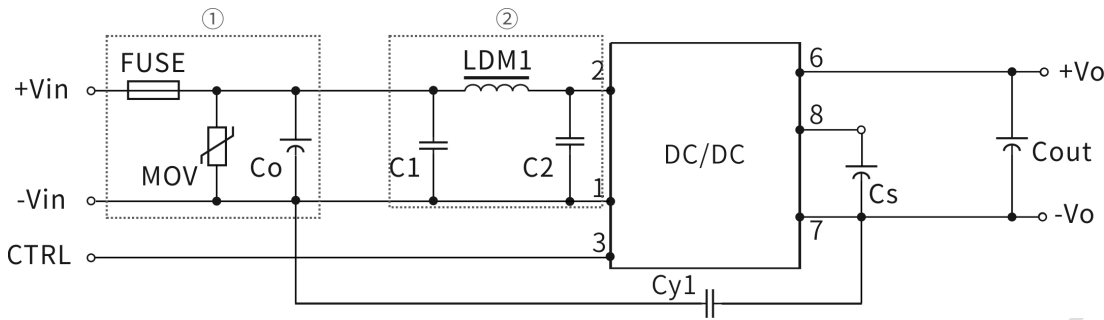 ① ②
FUSE LDM1
+Vin 2 6 +Vo
8
MOV Co C1 C2 DC/DC Cs Cout
-Vin 1 7 -Vo
CTRL 3
Cy1